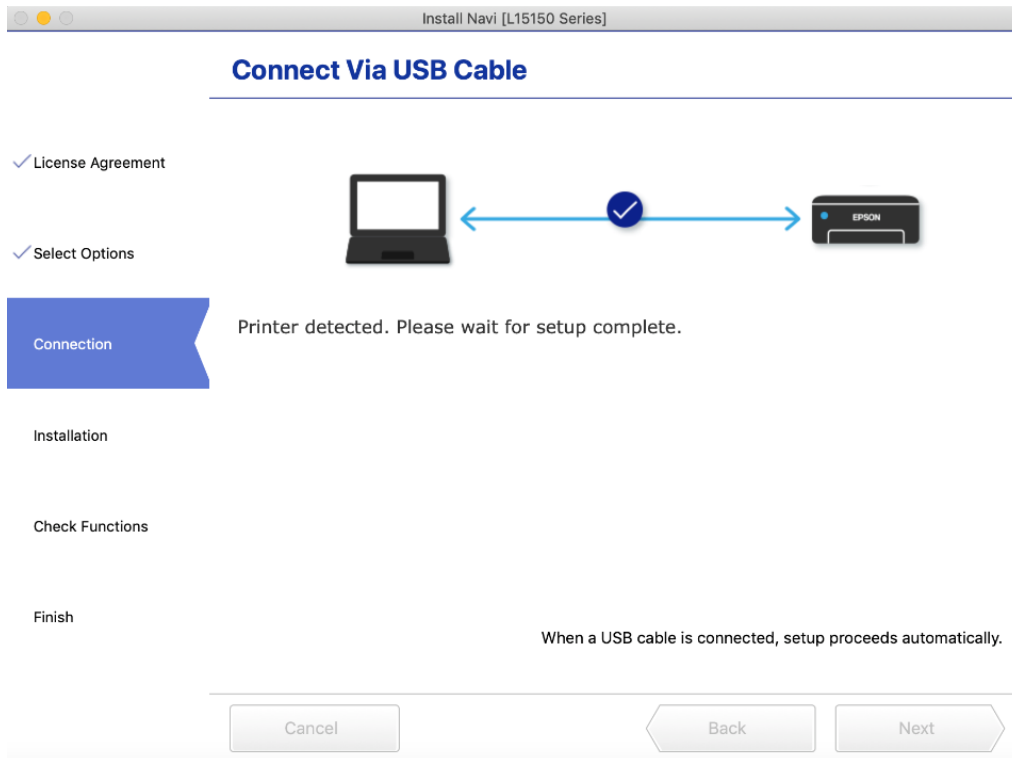 Install Navi [L15150 Series]
Connect Via USB Cable
License Agreement
Select Options
Connection
Installation
Check Functions
Finish
EPSON
Printer detected. Please wait for setup complete.
When a USB cable is connected, setup proceeds automatically.
Cancel
Back
Next